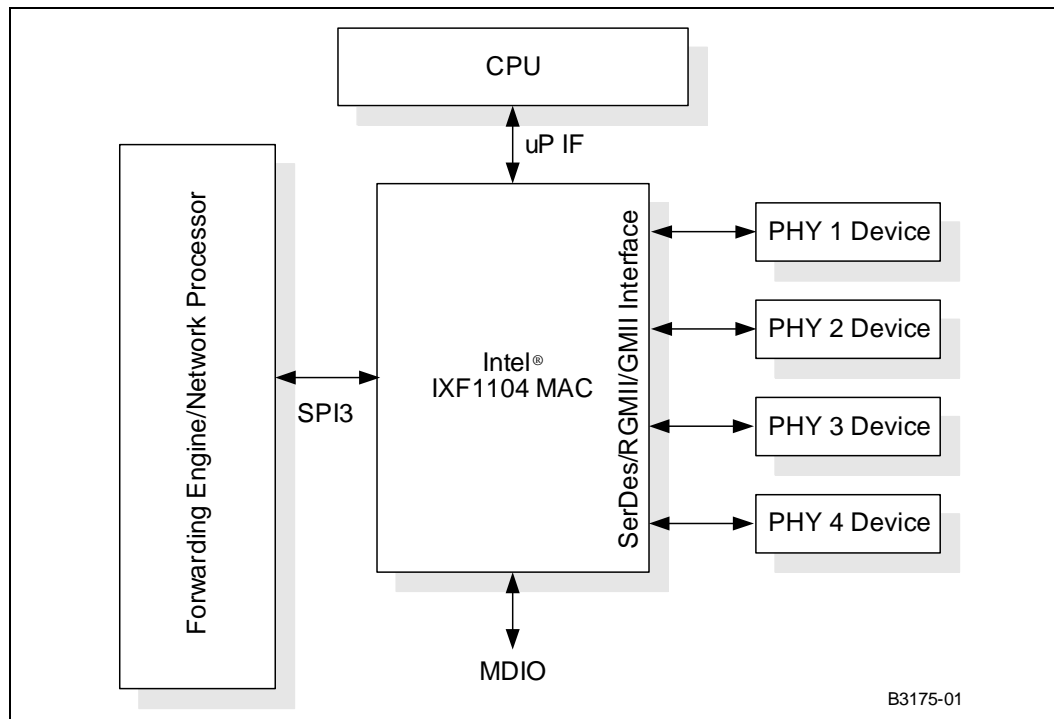 CPU
uP IF
Forwarding Engine/Network Processor
SPI3
Intel®
IXF1104 MAC
SerDes/RGMII/GMII Interface
PHY 1 Device
PHY 2 Device
PHY 3 Device
PHY 4 Device
MDIO
B3175-01